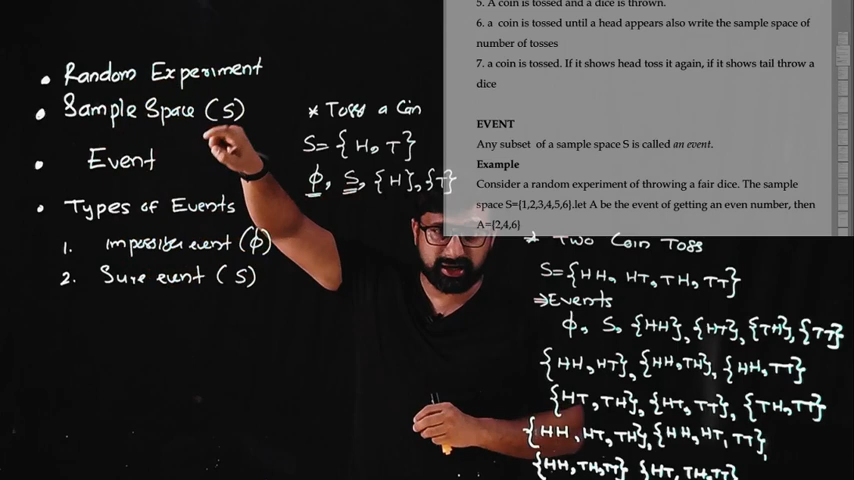 • Random Experiment
• Sample Space (S)
• Event
• Types of Events
1. Impossible event (ϕ)
2. Sure event (S)
* Toss a Coin
S={H, T}
ϕ, S, {H}, {T}
5. A coin is tossed and a dice is thrown.
6. a coin is tossed until a head appears also write the sample space of
number of tosses
7. a coin is tossed. If it shows head toss it again, if it shows tail throw a
dice
EVENT
Any subset of a sample space S is called an event.
Example
Consider a random experiment of throwing a fair dice. The sample
space S={1,2,3,4,5,6}.let A be the event of getting an even number, then
A={2,4,6}
* Two Coin Toss
S={HH, HT, TH, TT}
⇒Events
ϕ, S, {HH}, {HT}, {TH}, {TT}
{HH, HT}, {HH, TH}, {HH, TT}
{HT, TH}, {HT, TT}, {TH, TT}
{HH, HT, TH}, {HH, HT, TT},
{HH, TH, TT} {HT, TH, TT}